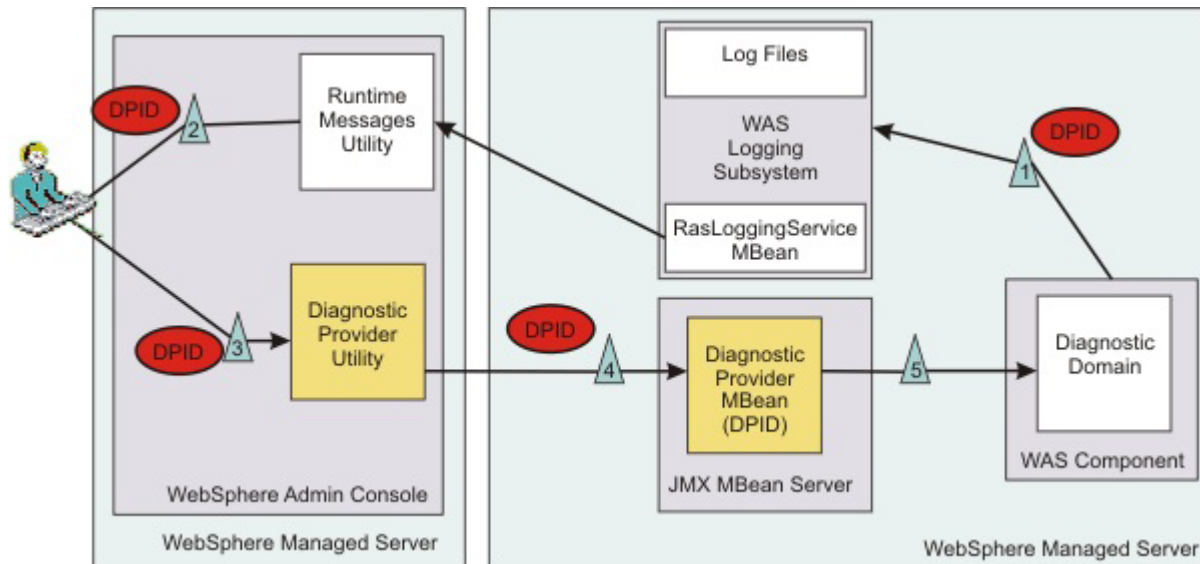 DPID
2
Runtime
Messages
Utility
DPID
3
Diagnostic
Provider
Utility
WebSphere Admin Console
WebSphere Managed Server
Log Files
WAS
Logging
Subsystem
RasLoggingService
MBean
DPID
1
DPID
4
Diagnostic
Provider
MBean
(DPID)
JMX MBean Server
5
Diagnostic
Domain
WAS Component
WebSphere Managed Server